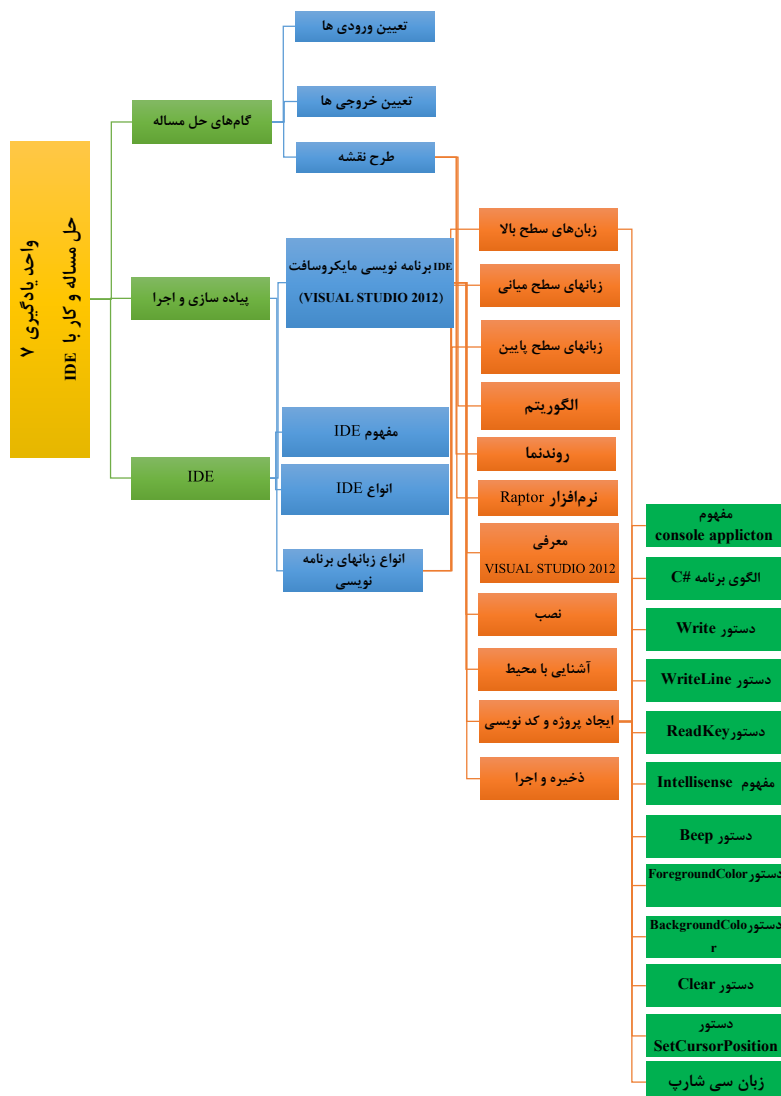 واحد یادگیری ۷
حل مساله و کار با IDE
گام‌های حل مساله
پیاده سازی و اجرا
IDE
تعیین ورودی ها
تعیین خروجی ها
طرح نقشه
IDE برنامه نویسی مایکروسافت
(VISUAL STUDIO 2012)
مفهوم IDE
انواع IDE
انواع زبانهای برنامه
نویسی
زبان‌های سطح بالا
زبانهای سطح میانی
زبانهای سطح پایین
الگوریتم
روندنما
نرم‌افزار Raptor
معرفی
VISUAL STUDIO 2012
نصب
آشنایی با محیط
ایجاد پروژه و کد نویسی
ذخیره و اجرا
مفهوم
console applicton
الگوی برنامه C#
دستور Write
دستور WriteLine
دستورReadKey
مفهوم Intellisense
دستور Beep
دستورForegroundColor
دستورBackgroundColo
r
دستور Clear
دستور
SetCursorPosition
زبان سی شارپ